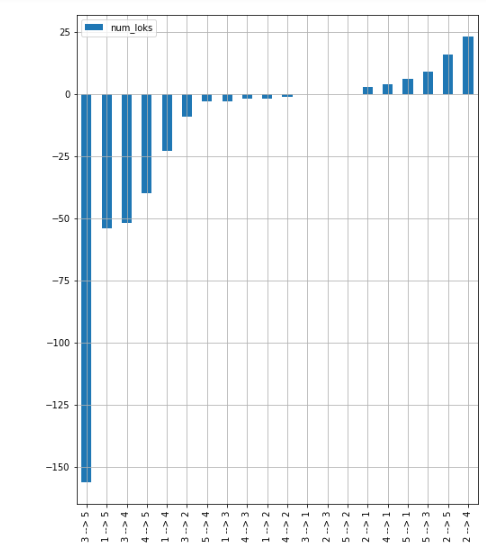 num_loks
25
0
−25
−50
−75
−100
−125
−150
3 --> 5
1 --> 5
3 --> 4
4 --> 5
1 --> 4
3 --> 2
5 --> 4
1 --> 3
4 --> 3
1 --> 2
4 --> 2
3 --> 1
2 --> 3
5 --> 2
2 --> 1
4 --> 1
5 --> 1
5 --> 3
2 --> 5
2 --> 4